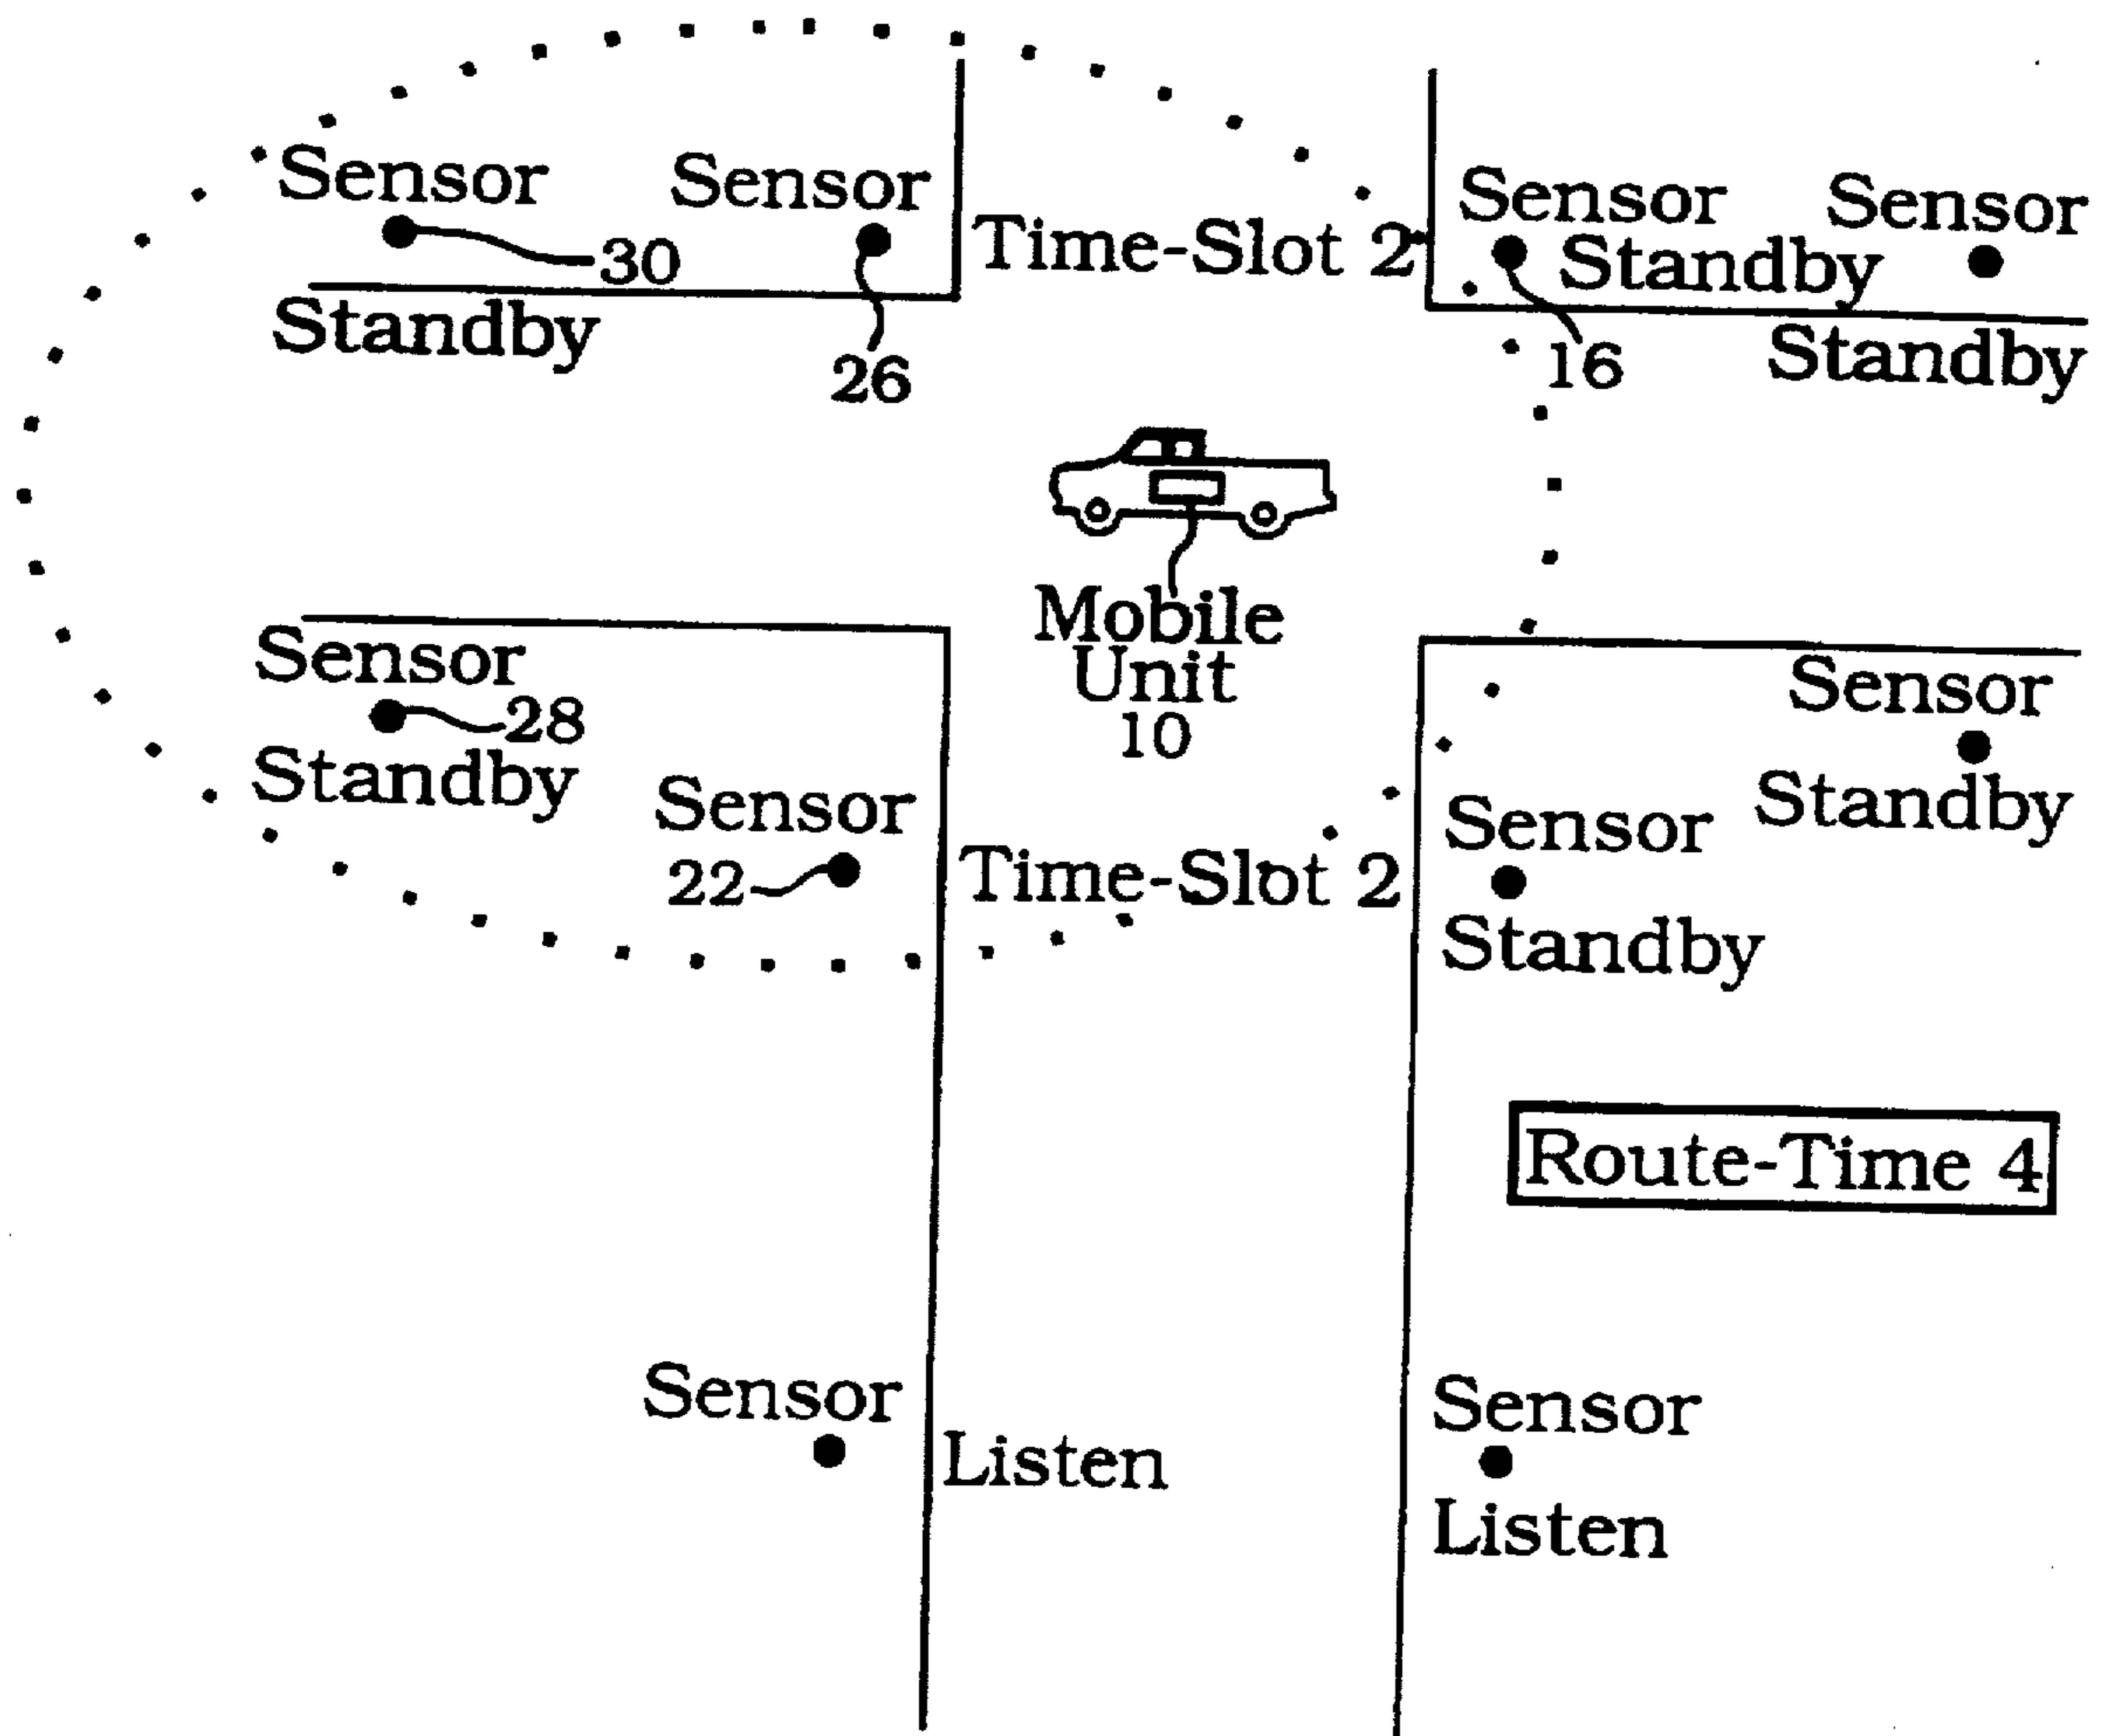 Sensor
30
Standby
Sensor
26
Time-Slot 2
Sensor
Standby
16
Sensor
Standby
Mobile
Unit
10
Sensor
28
Standby
Sensor
22
Time-Slot 2
Sensor
Standby
Sensor
Standby
Route-Time 4
Sensor
Listen
Sensor
Listen